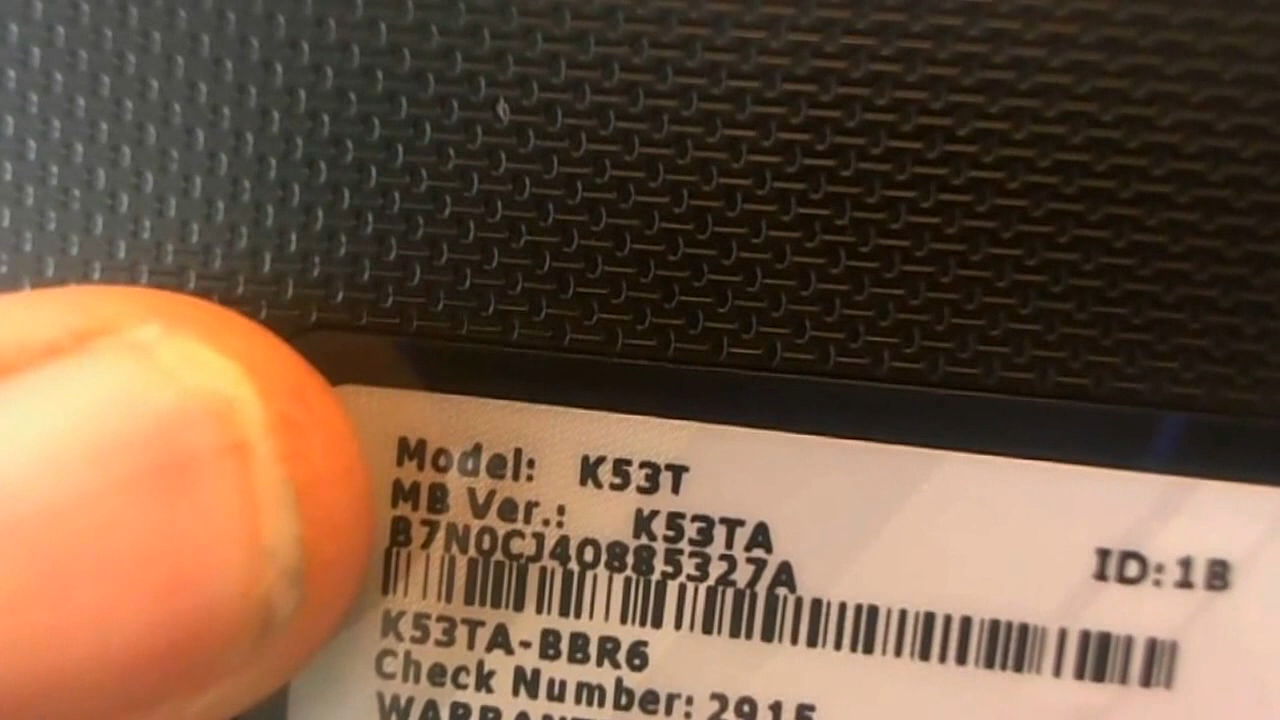 Model: K53T
MB Ver.: K53TA
B7N0CJ40885327A
ID:1B
K53TA-BBR6
Check Number: 2915